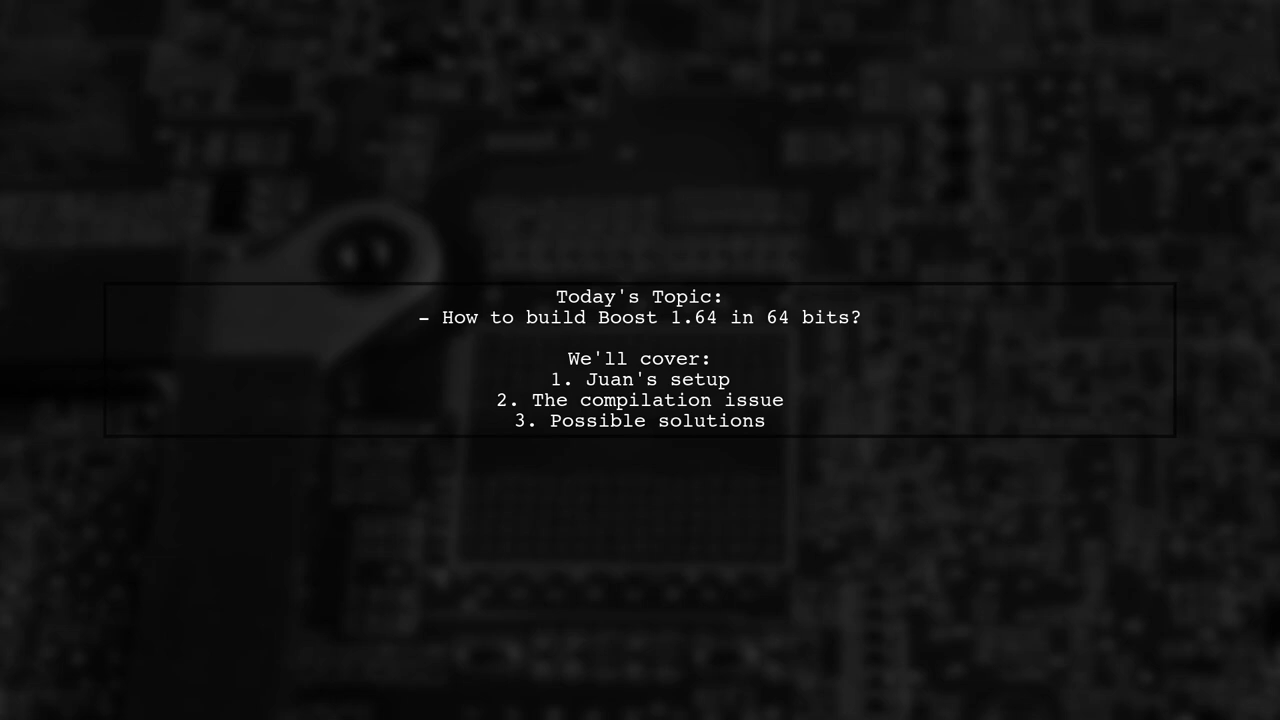 Today's Topic:
- How to build Boost 1.64 in 64 bits?
We'll cover:
1. Juan's setup
2. The compilation issue
3. Possible solutions